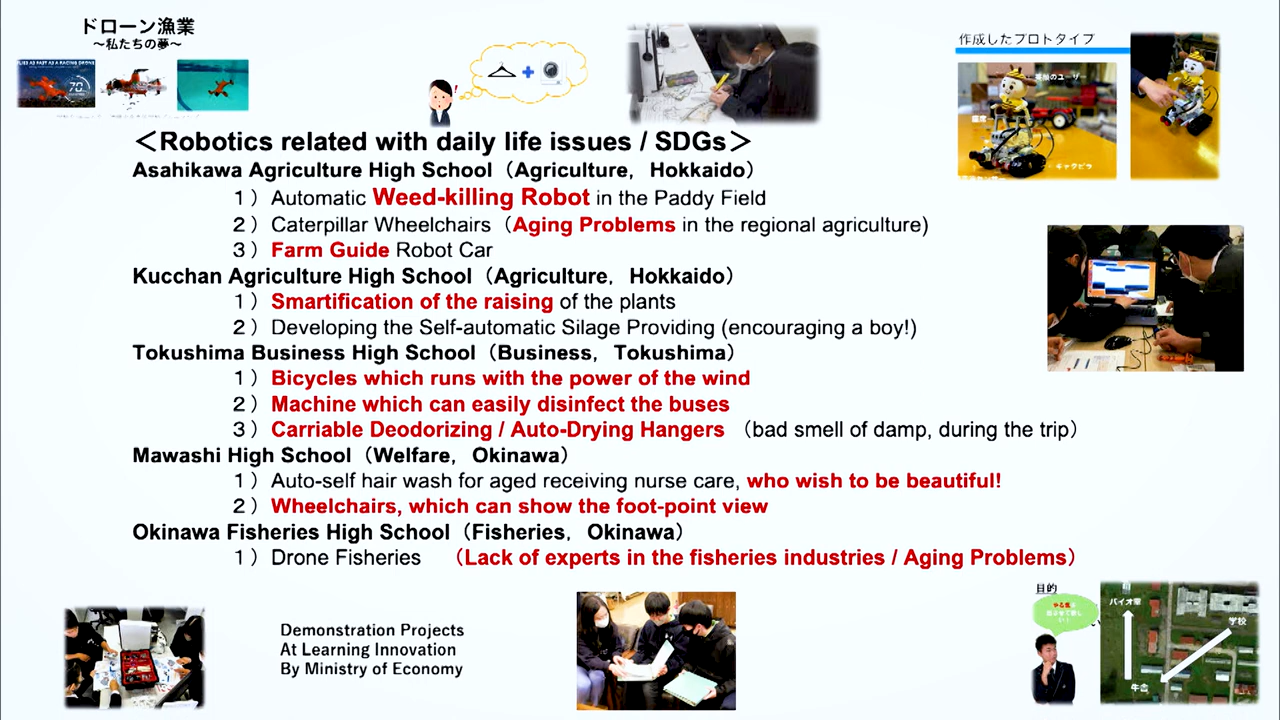 ドローン漁業
～私たちの夢～
70
作成したプロトタイプ
キャタピラ
＜Robotics related with daily life issues / SDGs＞
Asahikawa Agriculture High School（Agriculture, Hokkaido）
１）Automatic Weed-killing Robot in the Paddy Field
２）Caterpillar Wheelchairs（Aging Problems in the regional agriculture)
３）Farm Guide Robot Car
Kucchan Agriculture High School（Agriculture, Hokkaido）
１）Smartification of the raising of the plants
２）Developing the Self-automatic Silage Providing (encouraging a boy!)
Tokushima Business High School（Business, Tokushima）
１）Bicycles which runs with the power of the wind
２）Machine which can easily disinfect the buses
３）Carriable Deodorizing / Auto-Drying Hangers （bad smell of damp, during the trip）
Mawashi High School（Welfare, Okinawa）
１）Auto-self hair wash for aged receiving nurse care, who wish to be beautiful!
２）Wheelchairs, which can show the foot-point view
Okinawa Fisheries High School（Fisheries, Okinawa）
１）Drone Fisheries （Lack of experts in the fisheries industries / Aging Problems）
Demonstration Projects
At Learning Innovation
By Ministry of Economy
目的
バイオ室
学校
牛舎